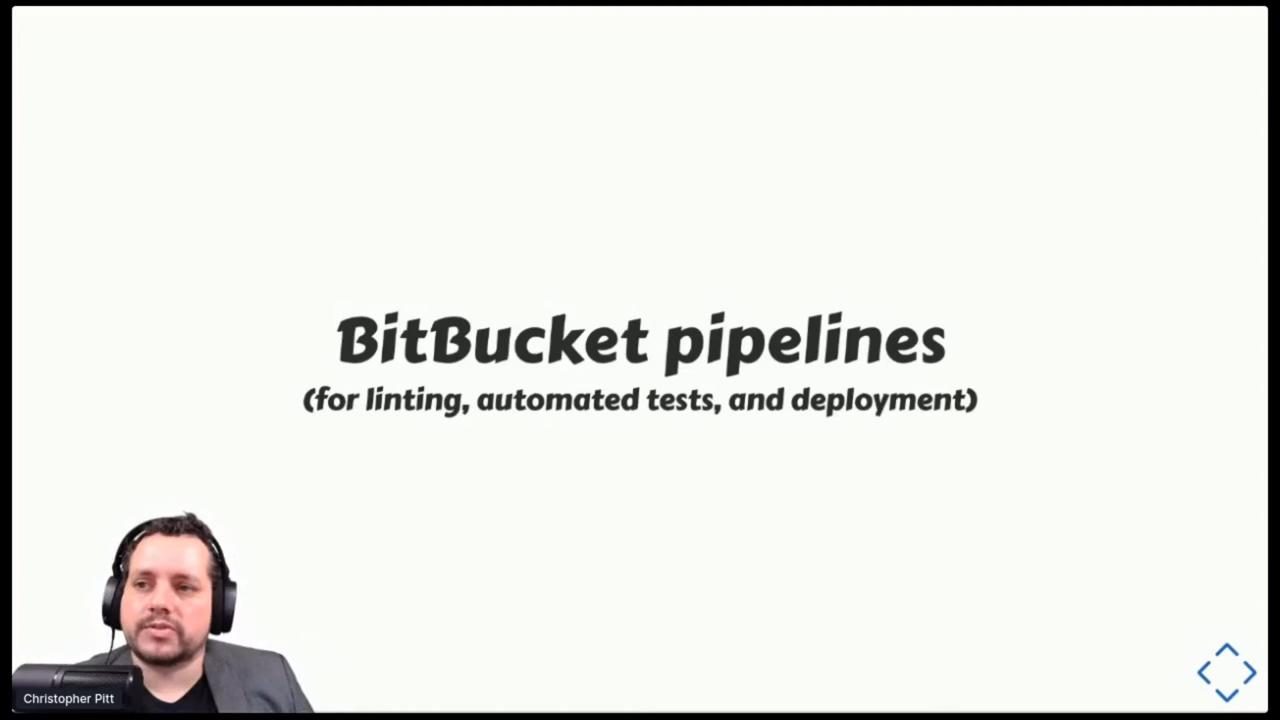 BitBucket pipelines
(for linting, automated tests, and deployment)
Christopher Pitt